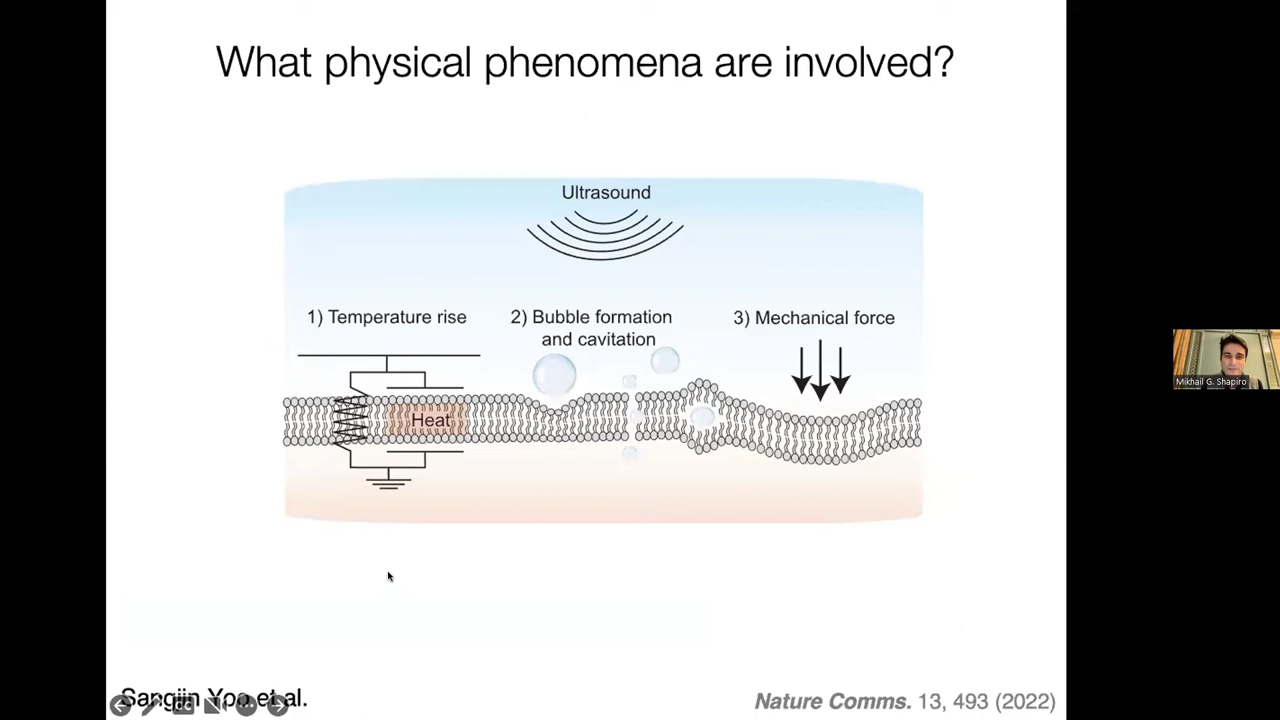 What physical phenomena are involved?
Ultrasound
1) Temperature rise
2) Bubble formation
and cavitation
3) Mechanical force
Heat
Mikhail G. Shapiro
Sangjin Yoo et al.
Nature Comms. 13, 493 (2022)